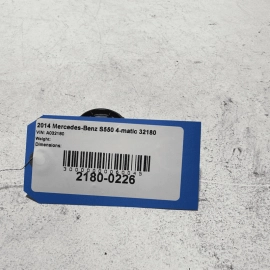 2014 Mercedes-Benz S550 4-matic 32180
VIN: A032180
Weight:
Dimensions:
2180-0226